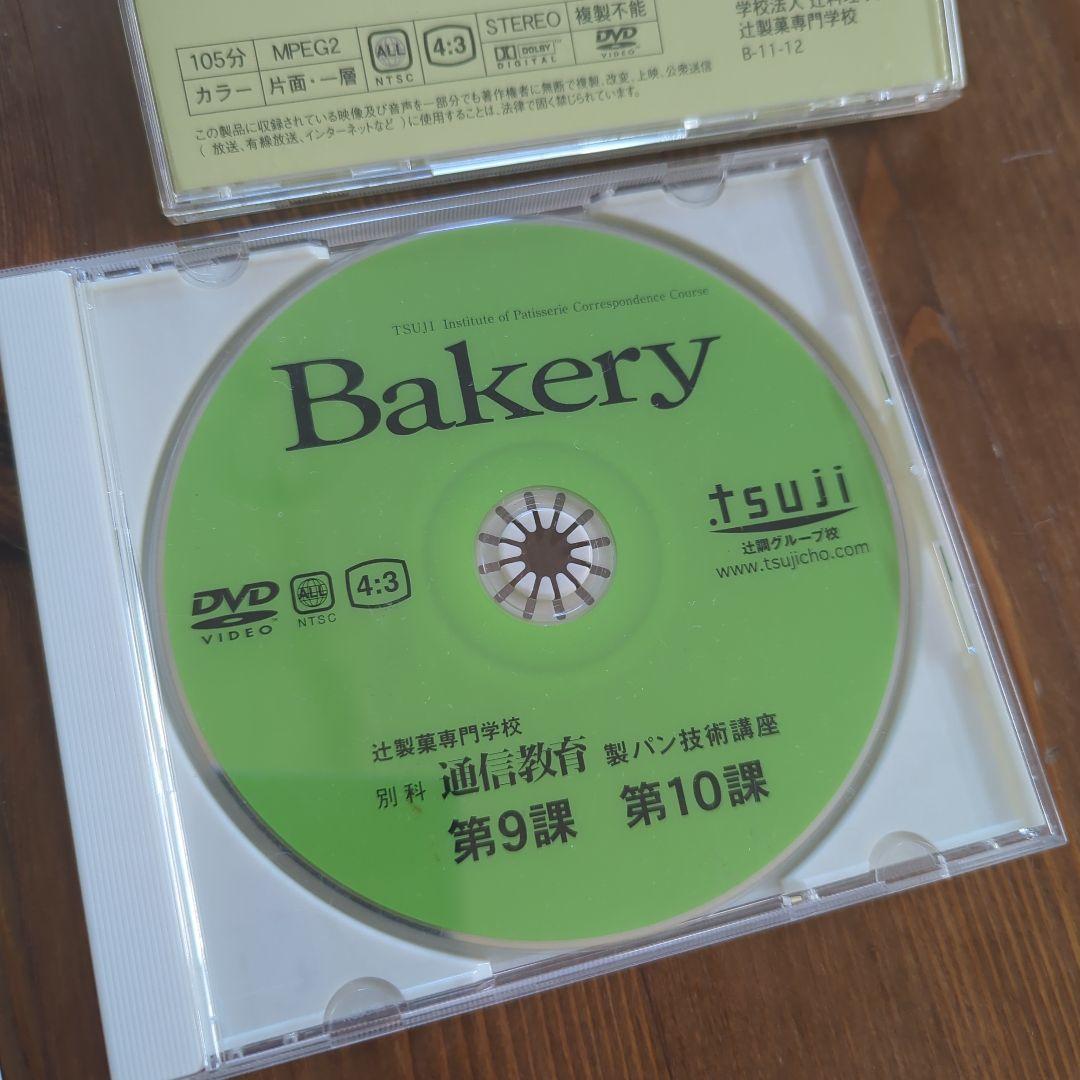 105分 MPEG2 ALL NTSC 4:3 STEREO 複製不能
カラー 片面・一層 DOLBY DIGITAL DVD VIDEO
この製品に収録されている映像及び音声を一部分でも著作権者に無断で複製、改変、上映、公衆送信
( 放送、有線放送、インターネットなど )に使用することは、法律で固く禁じられています。
学校法人
辻製菓専門学校
B-11-12
TSUJI Institute of Patisserie Correspondence Course
Bakery
.tsuji
辻調グループ校
www.tsujicho.com
DVD VIDEO ALL NTSC 4:3
辻製菓専門学校
別科 通信教育 製パン技術講座
第9課 第10課